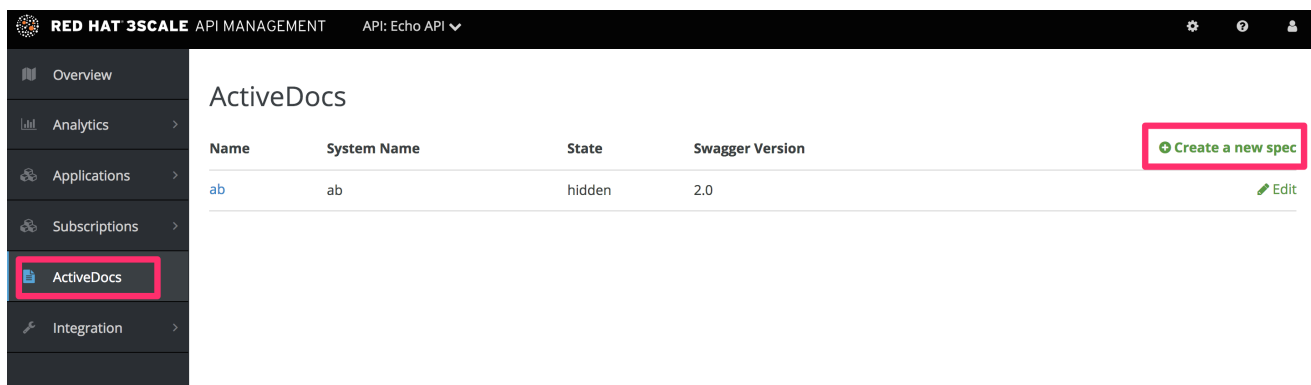 RED HAT 3SCALE API MANAGEMENT API: Echo API
Overview
Analytics
Applications
Subscriptions
ActiveDocs
Integration
ActiveDocs
Name System Name State Swagger Version Create a new spec
ab ab hidden 2.0 Edit